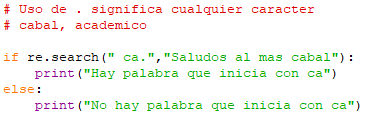 # Uso de . significa cualquier caracter
# cabal, academico
if re.search(" ca.","Saludos al mas cabal"):
    print("Hay palabra que inicia con ca")
else:
    print("No hay palabra que inicia con ca")